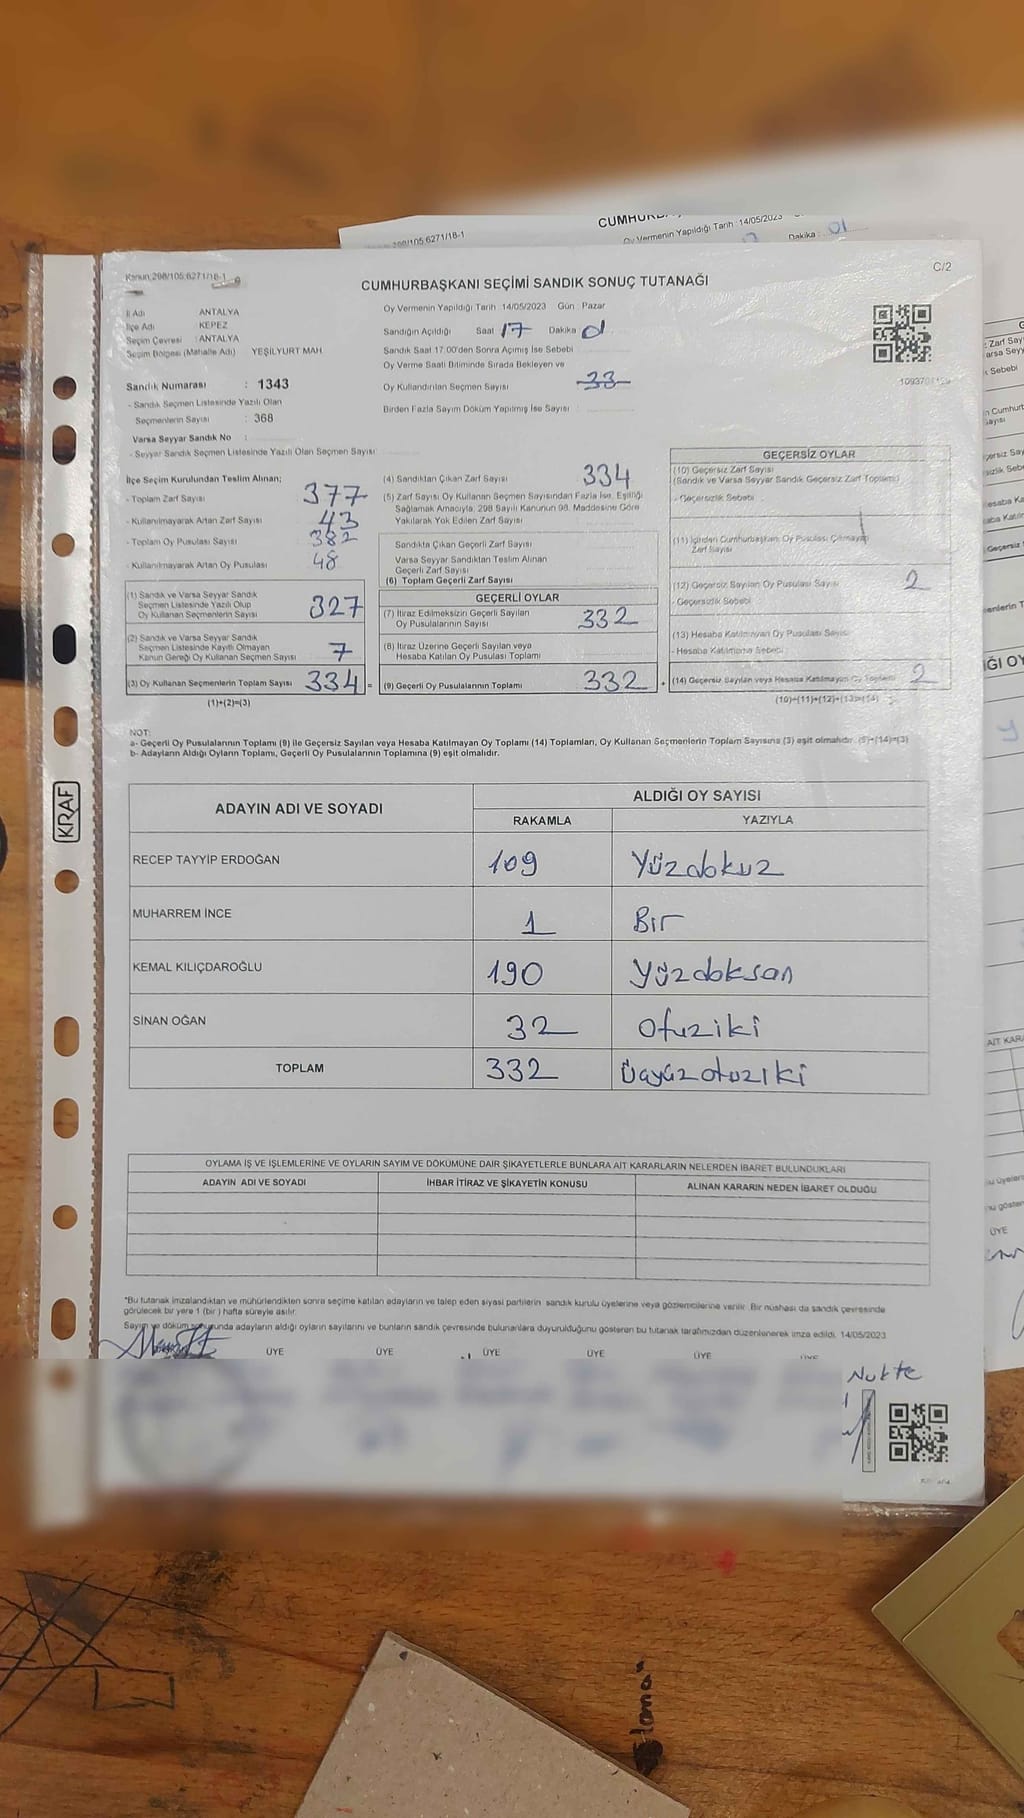 298/105:6271/18-1
Oy Vermenin Yapıldığı Tarih :14/05/2023
Dakika : 01
Kanun:298/105:6271/18-1
C/2
CUMHURBAŞKANI SEÇİMİ SANDIK SONUÇ TUTANAĞI
İl Adı ANTALYA
İlçe Adı KEPEZ
Seçim Çevresi : ANTALYA
Seçim Bölgesi (Mahalle Adı) YEŞİLYURT MAH.
Oy Vermenin Yapıldığı Tarih :14/05/2023 Gün : Pazar
Sandığın Açıldığı Saat 17 Dakika 01
Sandık Saat 17:00'den Sonra Açılmış İse Sebebi
Oy Verme Saati Bitiminde Sırada Bekleyen ve
Oy Kullandırılan Seçmen Sayısı 33
Birden Fazla Sayım Döküm Yapılmış İse Sayısı :
Sandık Numarası : 1343
- Sandık Seçmen Listesinde Yazılı Olan
Seçmenlerin Sayısı : 368
Varsa Seyyar Sandık No :
- Seyyar Sandık Seçmen Listesinde Yazılı Olan Seçmen Sayısı:
İlçe Seçim Kurulundan Teslim Alınan;
- Toplam Zarf Sayısı 377
- Kullanılmayarak Artan Zarf Sayısı 43
- Toplam Oy Pusulası Sayısı 382
- Kullanılmayarak Artan Oy Pusulası 48
(1) Sandık ve Varsa Seyyar Sandık
Seçmen Listesinde Yazılı Olup
Oy Kullanan Seçmenlerin Sayısı 327
(2) Sandık ve Varsa Seyyar Sandık
Seçmen Listesinde Kayıtlı Olmayan
Kanun Gereği Oy Kullanan Seçmen Sayısı 7
(3) Oy Kullanan Seçmenlerin Toplam Sayısı 334 =
(1)+(2)=(3)
(4) Sandıktan Çıkan Zarf Sayısı 334
(5) Zarf Sayısı Oy Kullanan Seçmen Sayısından Fazla İse, Eşitliği
Sağlamak Amacıyla, 298 Sayılı Kanunun 98. Maddesine Göre
Yakılarak Yok Edilen Zarf Sayısı
Sandıkta Çıkan Geçerli Zarf Sayısı
Varsa Seyyar Sandıktan Teslim Alınan
Geçerli Zarf Sayısı
(6) Toplam Geçerli Zarf Sayısı
GEÇERLİ OYLAR
(7) İtiraz Edilmeksizin Geçerli Sayılan
Oy Pusulalarının Sayısı 332
(8) İtiraz Üzerine Geçerli Sayılan veya
Hesaba Katılan Oy Pusulası Toplamı
(9) Geçerli Oy Pusulalarının Toplamı 332 +
GEÇERSİZ OYLAR
(10) Geçersiz Zarf Sayısı
(Sandık ve Varsa Seyyar Sandık Geçersiz Zarf Toplamı)
- Geçersizlik Sebebi
(11) İçinden Cumhurbaşkanı Oy Pusulası Çıkmayan
Zarf Sayısı
(12) Geçersiz Sayılan Oy Pusulası Sayısı 2
- Geçersizlik Sebebi
(13) Hesaba Katılmayan Oy Pusulası Sayısı
- Hesaba Katılmama Sebebi
(14) Geçersiz Sayılan veya Hesaba Katılmayan Oy Toplamı 2
(10)+(11)+(12)+(13)=(14)
NOT:
a- Geçerli Oy Pusulalarının Toplamı (9) ile Geçersiz Sayılan veya Hesaba Katılmayan Oy Toplamı (14) Toplamları, Oy Kullanan Seçmenlerin Toplam Sayısına (3) eşit olmalıdır. (9)+(14)=(3)
b- Adayların Aldığı Oyların Toplamı, Geçerli Oy Pusulalarının Toplamına (9) eşit olmalıdır.
KRAF
ADAYIN ADI VE SOYADI ALDIĞI OY SAYISI
RAKAMLA YAZIYLA
RECEP TAYYİP ERDOĞAN 109 Yüzdokuz
MUHARREM İNCE 1 Bir
KEMAL KILIÇDAROĞLU 190 Yüzdoksan
SİNAN OĞAN 32 Otuziki
TOPLAM 332 Üçyüzotuziki
OYLAMA İŞ VE İŞLEMLERİNE VE OYLARIN SAYIM VE DÖKÜMÜNE DAİR ŞİKAYETLERLE BUNLARA AİT KARARLARIN NELERDEN İBARET BULUNDUKLARI
ADAYIN ADI VE SOYADI İHBAR İTİRAZ VE ŞİKAYETİN KONUSU ALINAN KARARIN NEDEN İBARET OLDUĞU
*Bu tutanak imzalandıktan ve mühürlendikten sonra seçime katılan adayların ve talep eden siyasi partilerin sandık kurulu üyelerine veya gözlemcilerine verilir. Bir nüshası da sandık çevresinde
görülecek bir yere 1 (bir) hafta süreyle asılır.
Sayım ve döküm sonunda adayların aldığı oyların sayılarını ve bunların sandık çevresinde bulunanlara duyurulduğunu gösteren bu tutanak tarafımızdan düzenlenerek imza edildi. 14/05/2023
ÜYE ÜYE ÜYE ÜYE ÜYE
Nukte